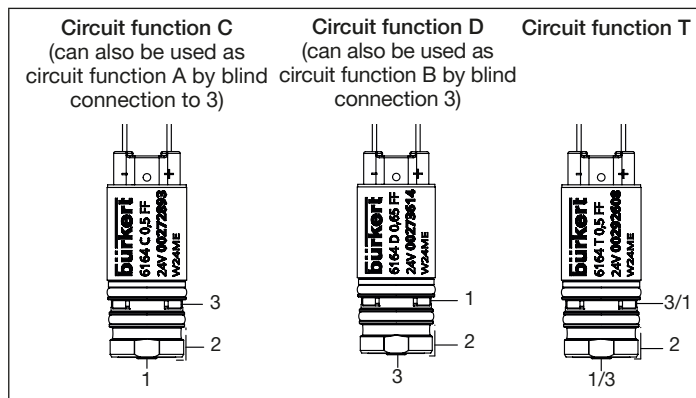 Circuit function C
(can also be used as
circuit function A by blind
connection to 3)
Circuit function D
(can also be used as
circuit function B by blind
connection 3)
Circuit function T
- +
bürkert
6164 C 0,5 FF
24V 00272893
W24ME
3
2
1
- +
bürkert
6164 D 0,65 FF
24V 00273614
W24ME
1
2
3
- +
bürkert
6164 T 0,5 FF
24V 00292608
W24ME
3/1
2
1/3